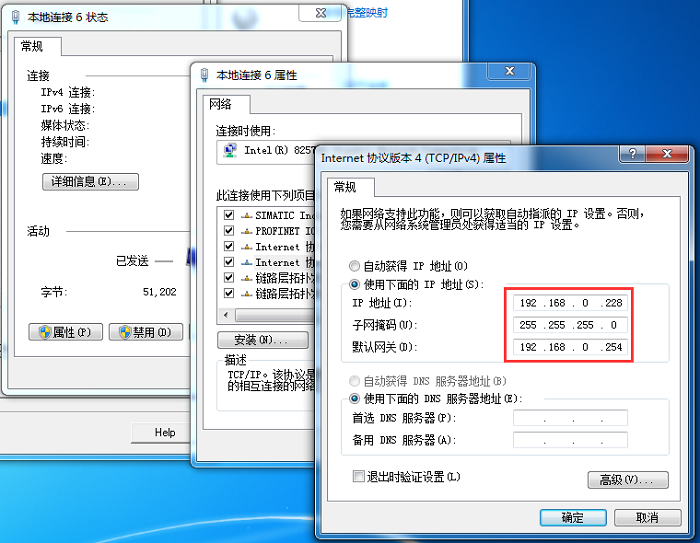 完整映射
本地连接 6 状态
常规
连接
IPv4 连接:
IPv6 连接:
媒体状态:
持续时间:
速度:
详细信息(E)...
活动
已发送 —
字节: 51,202
属性(P)
禁用(D)
Help
本地连接 6 属性
网络
连接时使用:
Intel(R) 8257
此连接使用下列项目
SIMATIC Ind
PROFINET IO
Internet 协
Internet 协
链路层拓扑发
链路层拓扑发
安装(N)...
描述
TCP/IP。该协议是
的相互连接的网络
Internet 协议版本 4 (TCP/IPv4) 属性
常规
如果网络支持此功能，则可以获取自动指派的 IP 设置。否则，
您需要从网络系统管理员处获得适当的 IP 设置。
自动获得 IP 地址(O)
使用下面的 IP 地址(S):
IP 地址(I): 192 .168 . 0 .228
子网掩码(U): 255 .255 .255 . 0
默认网关(D): 192 .168 . 0 .254
自动获得 DNS 服务器地址(B)
使用下面的 DNS 服务器地址(E):
首选 DNS 服务器(P): . . .
备用 DNS 服务器(A): . . .
退出时验证设置(L)
高级(V)...
确定
取消